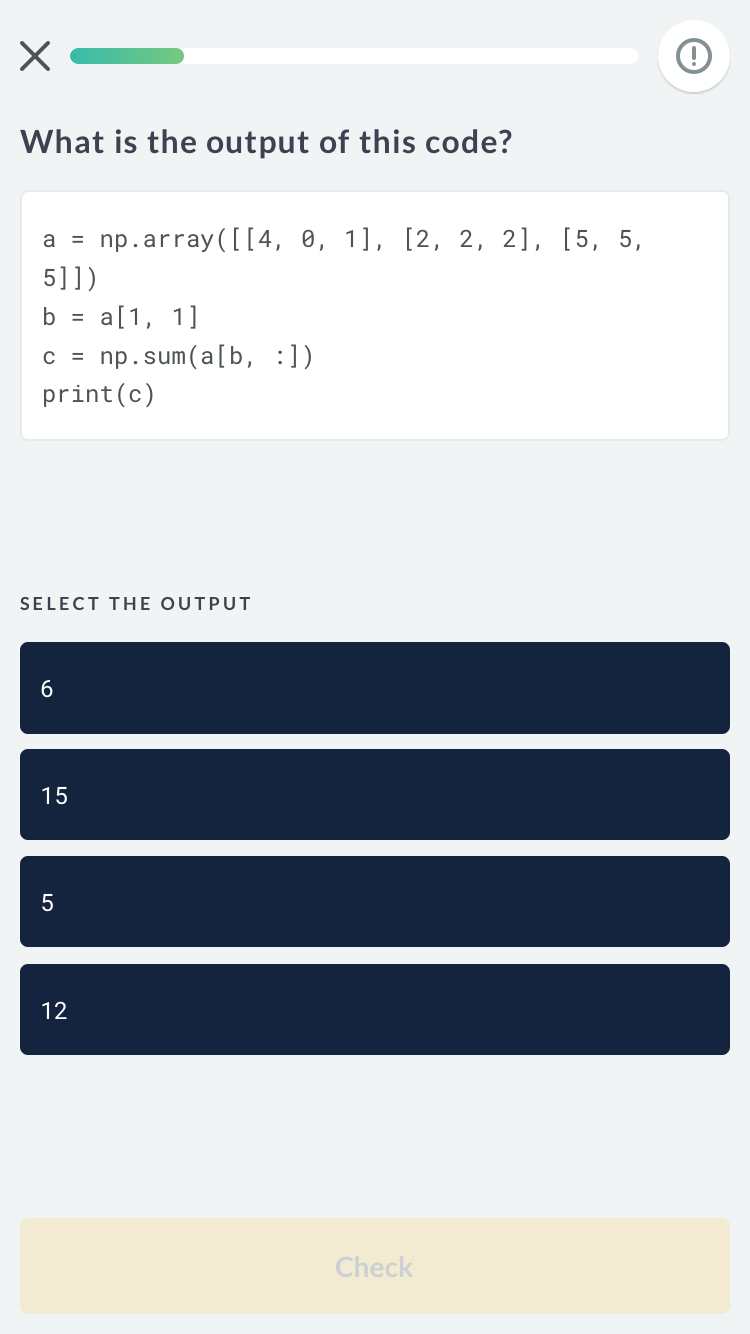 What is the output of this code?
a = np.array([[4, 0, 1], [2, 2, 2], [5, 5,
5]])
b = a[1, 1]
c = np.sum(a[b, :])
print(c)
SELECT THE OUTPUT
6
15
5
12
Check